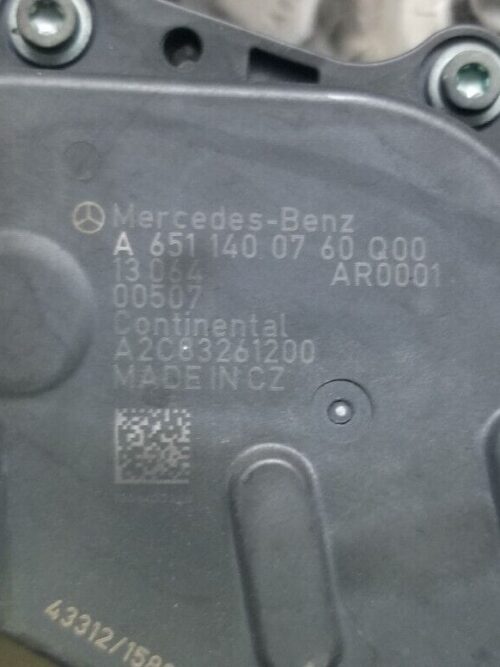 Mercedes-Benz
A 651 140 07 60 Q00
13 064 AR0001
00507
Continental
A2C83261200
MADE IN CZ